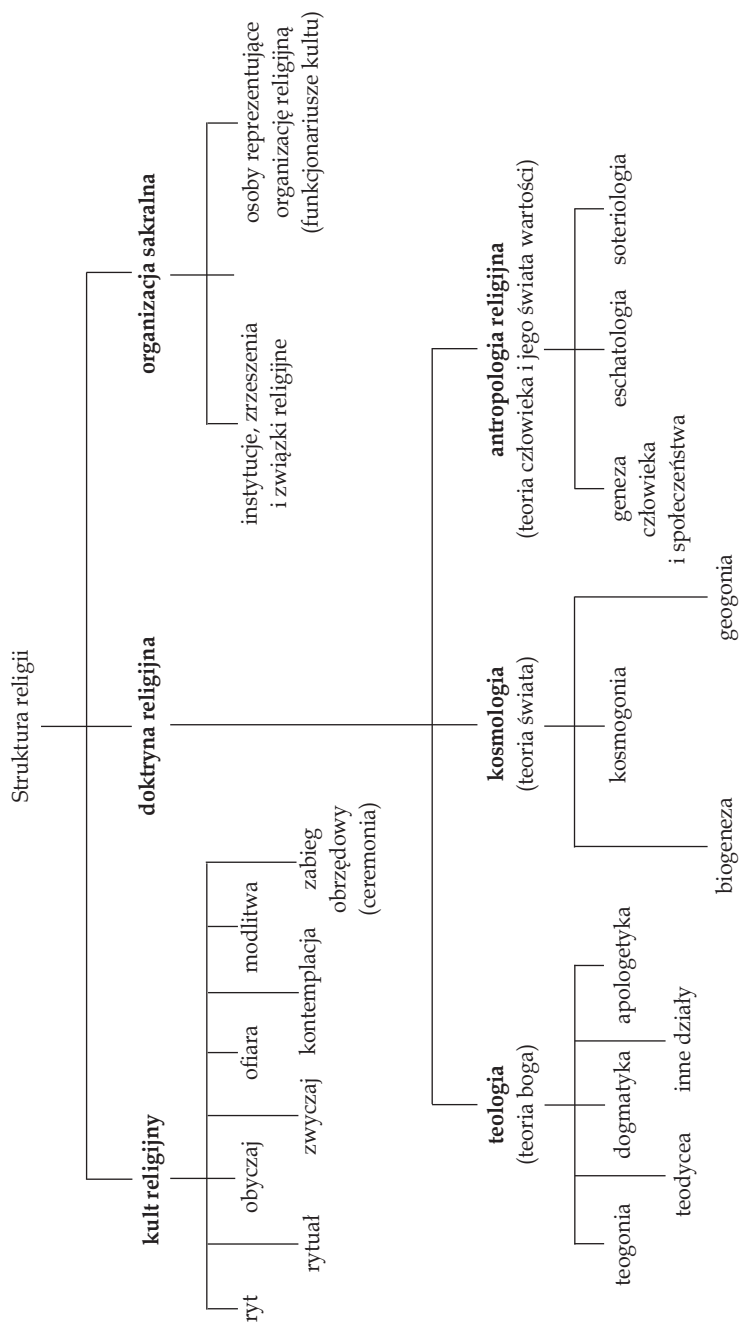 Struktura religii
kult religijny
ryt
rytuał
obyczaj
zwyczaj
ofiara
kontemplacja
modlitwa
zabieg
obrzędowy
(ceremonia)
doktryna religijna
organizacja sakralna
instytucje, zrzeszenia
i związki religijne
osoby reprezentujące
organizację religijną
(funkcjonariusze kultu)
teologia
(teoria boga)
teogonia
teodycea
dogmatyka
inne działy
apologetyka
kosmologia
(teoria świata)
biogeneza
kosmogonia
geogonia
antropologia religijna
(teoria człowieka i jego świata wartości)
geneza
człowieka
i społeczeństwa
eschatologia
soteriologia